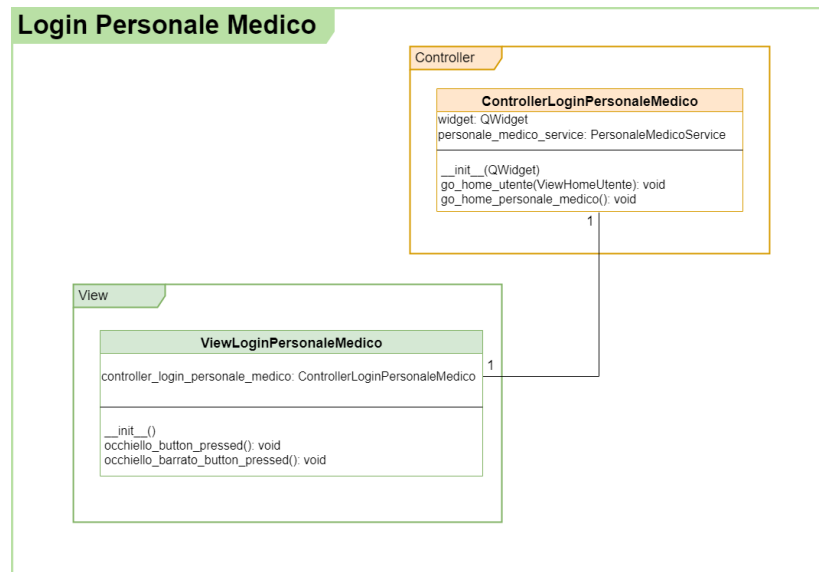 Login Personale Medico
Controller
ControllerLoginPersonaleMedico
widget: QWidget
personale_medico_service: PersonaleMedicoService
__init__(QWidget)
go_home_utente(ViewHomeUtente): void
go_home_personale_medico(): void
1
View
ViewLoginPersonaleMedico
1
controller_login_personale_medico: ControllerLoginPersonaleMedico
__init__()
occhiello_button_pressed(): void
occhiello_barrato_button_pressed(): void